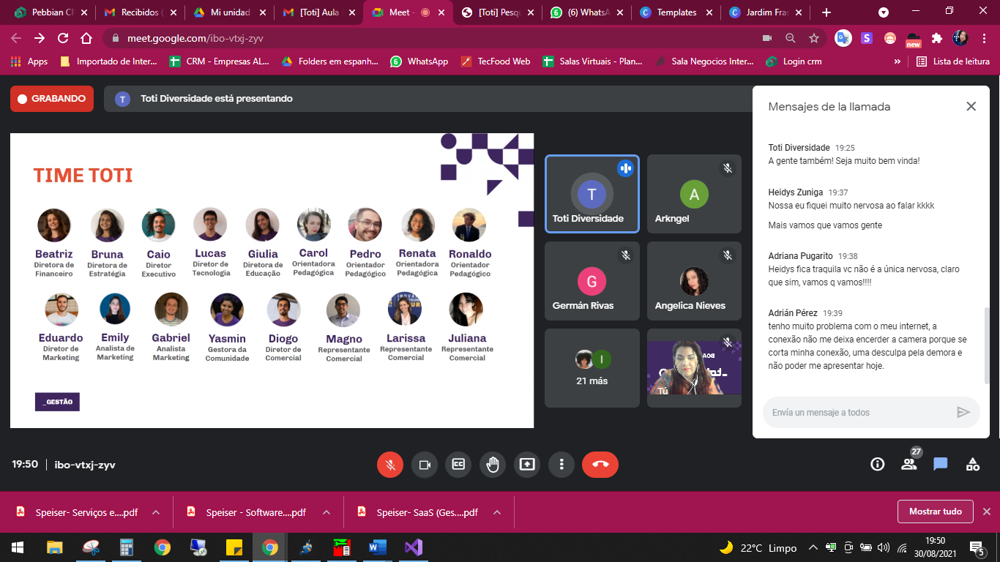 Pebbian CF
Recibidos (
Mi unidad
[Toti] Aula
Meet -
[Toti] Pesq
(6) WhatsA
Templates
Jardim Fras
meet.google.com/ibo-vtxj-zyv
new
Apps
Importado de Inter...
CRM - Empresas AL...
Folders em espanh...
WhatsApp
TecFood Web
Salas Virtuais - Plan...
Sala Negocios Inter...
Login crm
»
Lista de leitura
GRABANDO
T
Toti Diversidade está presentando
TIME TOTI
Beatriz
Diretora de
Financeiro
Bruna
Diretora de
Estratégia
Caio
Diretor
Executivo
Lucas
Diretor de
Tecnologia
Giulia
Diretora de
Educação
Carol
Orientadora
Pedagógica
Pedro
Orientador
Pedagógico
Renata
Orientadora
Pedagógica
Ronaldo
Orientador
Pedagógico
Eduardo
Diretor de
Marketing
Emily
Analista de
Marketing
Gabriel
Analista
Marketing
Yasmin
Gestora da
Comunidade
Diogo
Diretor de
Comercial
Magno
Representante
Comercial
Larissa
Representante
Comercial
Juliana
Representante
Comercial
_GESTÃO
T
Toti Diversidade
A
Arkngel
G
Germán Rivas
Angelica Nieves
I
21 más
Tú
Mensajes de la llamada
Toti Diversidade 19:25
A gente também! Seja muito bem vinda!
Heidys Zuniga 19:37
Nossa eu fiquei muito nervosa ao falar kkkk
Mais vamos que vamos gente
Adriana Pugarito 19:38
Heidys fica traquila vc não é a única nervosa, claro
que sim, vamos q vamos!!!!
Adrián Pérez 19:39
tenho muito problema com o meu internet, a
conexão não me deixa encerder a camera porque se
corta minha conexão, uma desculpa pela demora e
não poder me apresentar hoje.
Envía un mensaje a todos
19:50 | ibo-vtxj-zyv
CC
27
Speiser- Serviços e....pdf
Speiser - Software....pdf
Speiser- SaaS (Ges....pdf
Mostrar tudo
22°C Limpo
19:50
30/08/2021
5